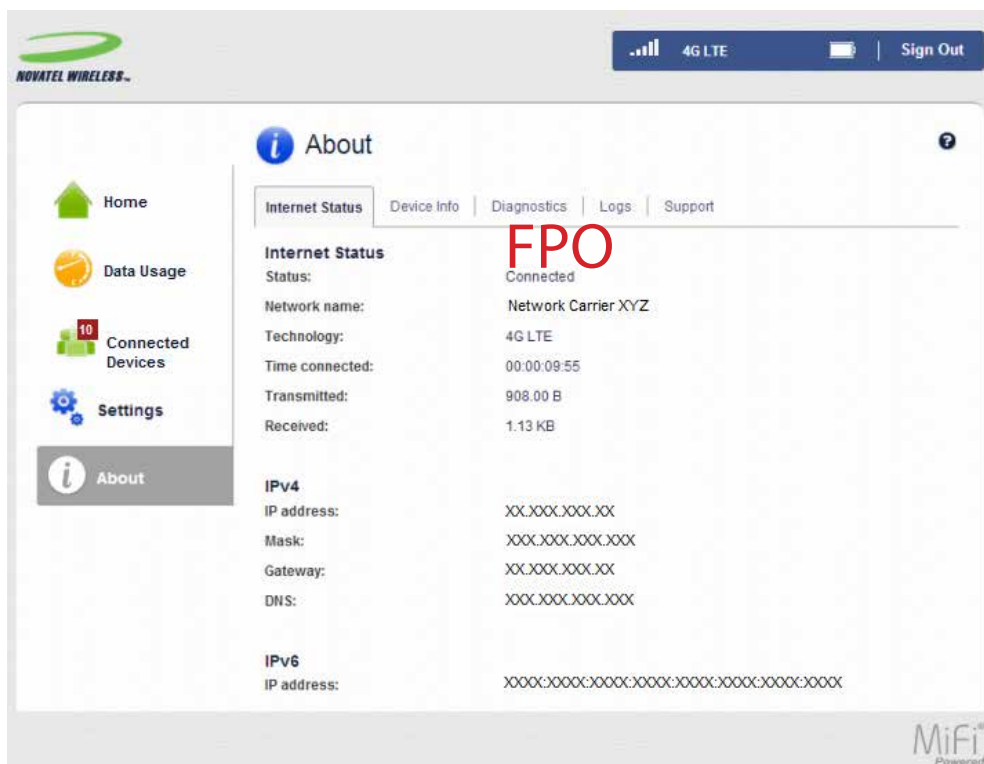 NOVATEL WIRELESS™
4G LTE | Sign Out
About
Home
Data Usage
10
Connected
Devices
Settings
About
Internet Status Device Info | Diagnostics | Logs | Support
FPO
Internet Status
Status: Connected
Network name: Network Carrier XYZ
Technology: 4G LTE
Time connected: 00:00:09:55
Transmitted: 908.00 B
Received: 1.13 KB
IPv4
IP address: XX.XXX.XXX.XX
Mask: XXX.XXX.XXX.XXX
Gateway: XX.XXX.XXX.XX
DNS: XXX.XXX.XXX.XXX
IPv6
IP address: XXXX:XXXX:XXXX:XXXX:XXXX:XXXX:XXXX:XXXX
MiFi®
Powered